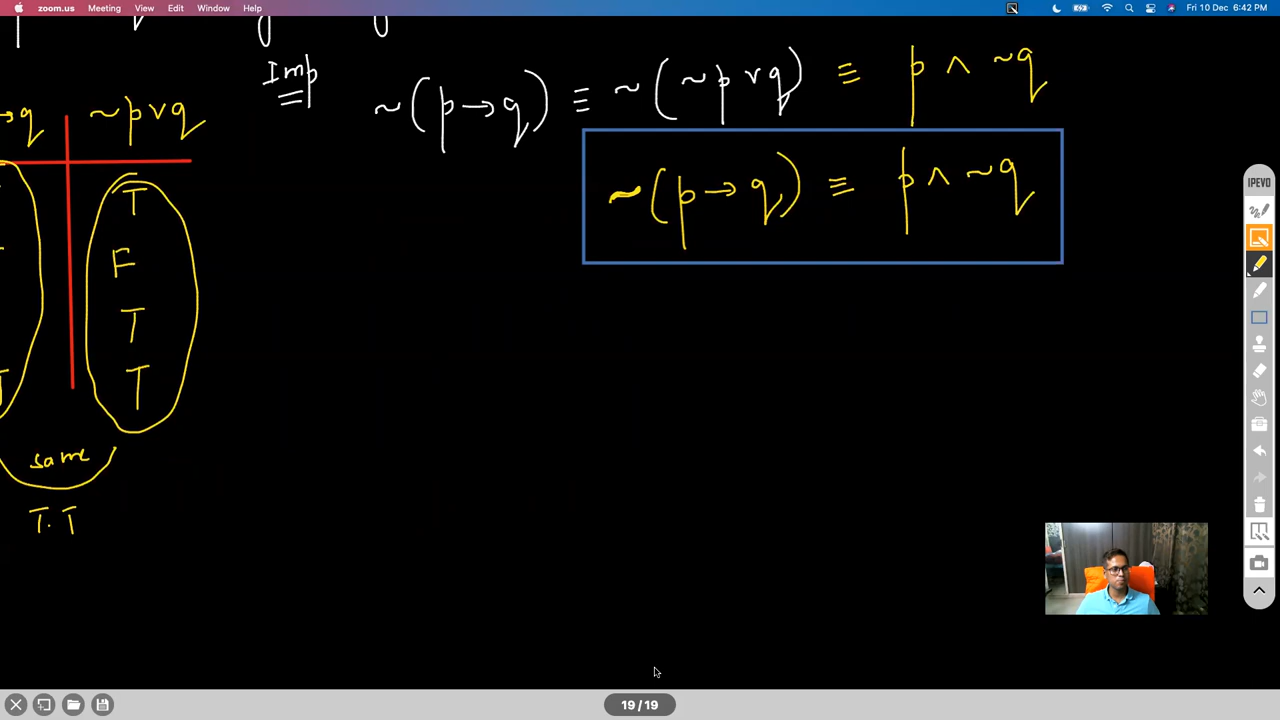 zoom.us Meeting View Edit Window Help Fri 10 Dec 6:42 PM
Imp
~(p→q) ≡ ~(~p∨q) ≡ p ∧ ~q
~(p→q) ≡ p ∧ ~q
→q ~p∨q
T
F
T
T
same
T.T
IPEVO
19 / 19